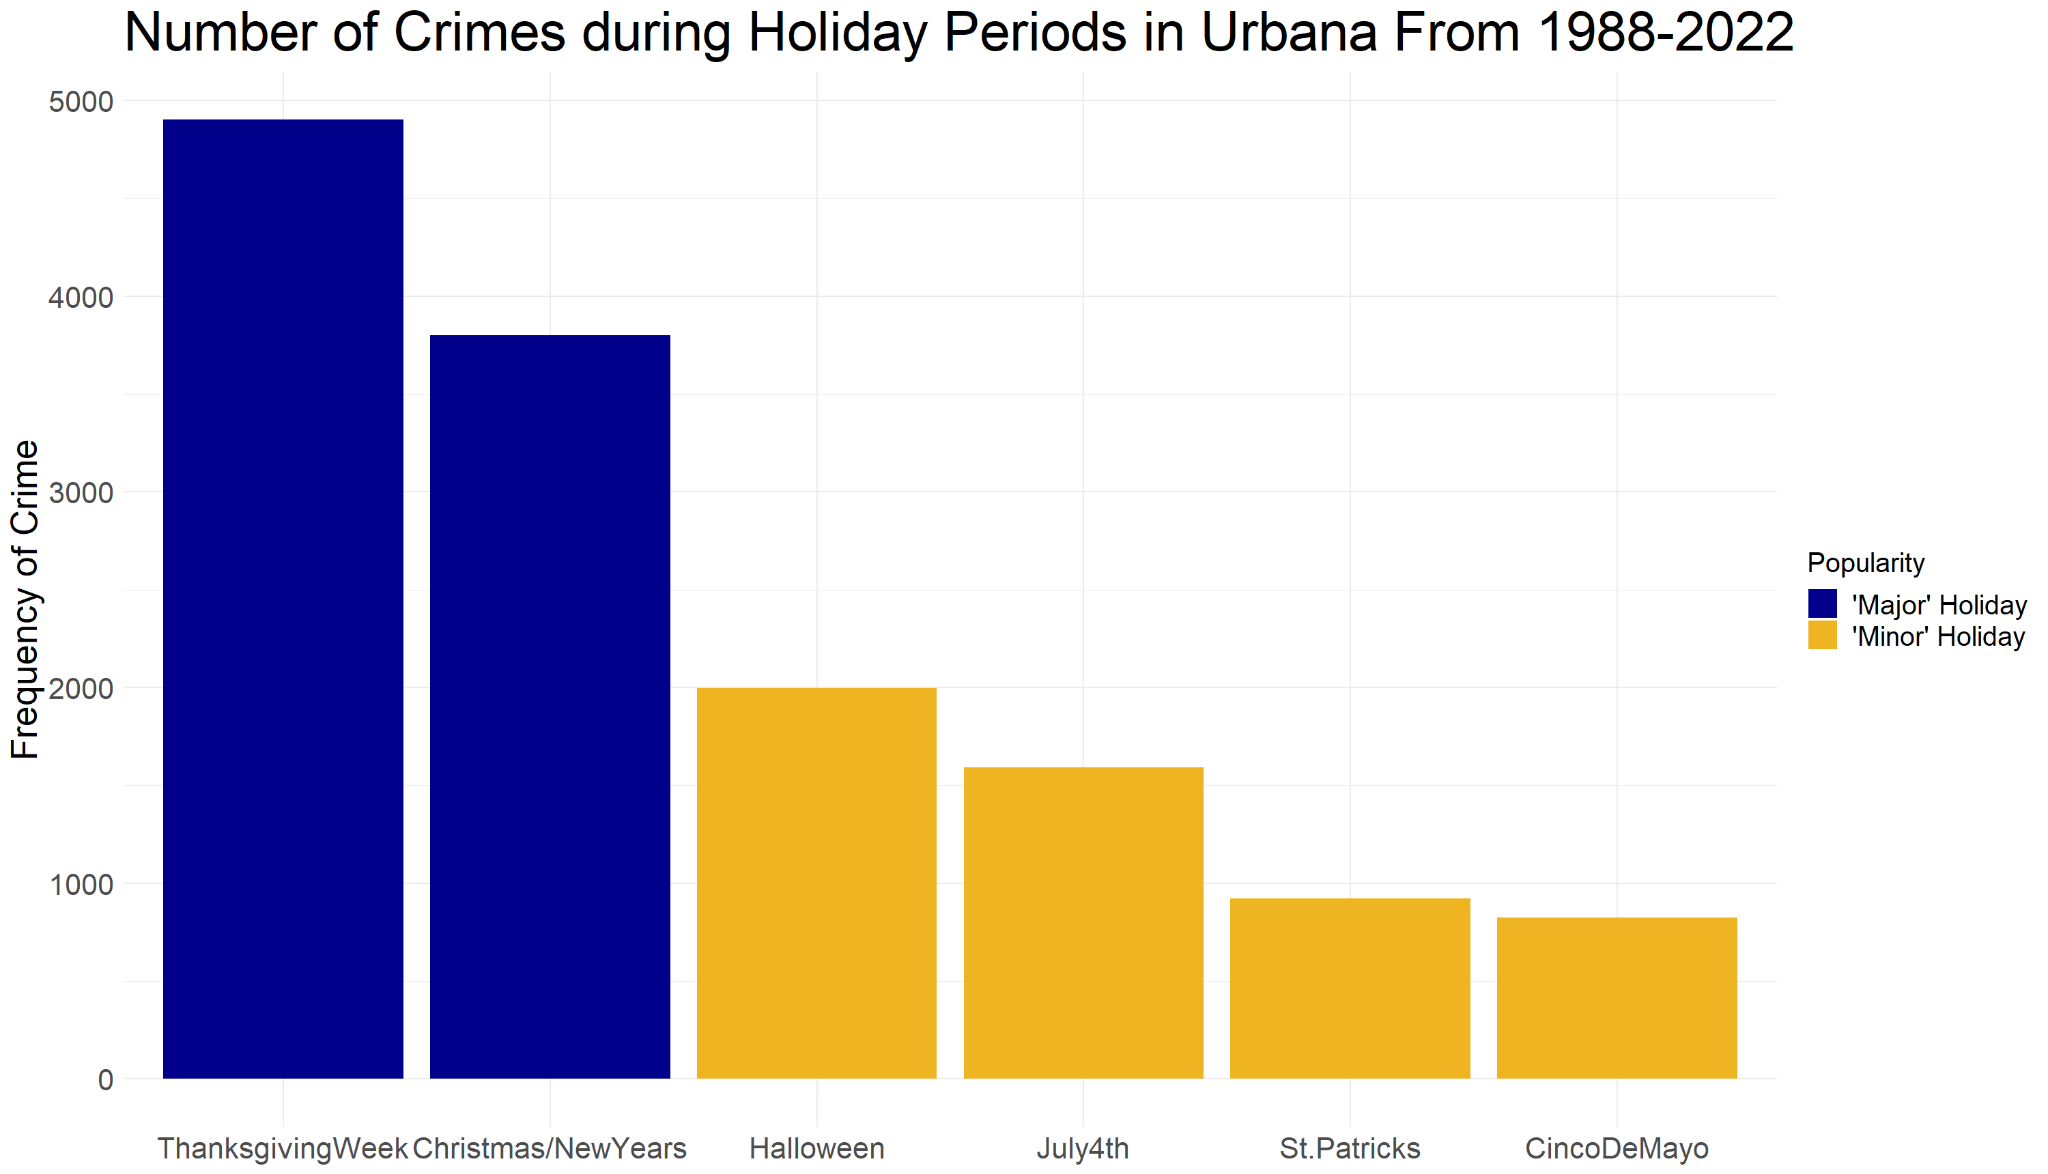 Number of Crimes during Holiday Periods in Urbana From 1988-2022
Frequency of Crime
5000
4000
3000
2000
1000
0
ThanksgivingWeek Christmas/NewYears Halloween July4th St.Patricks CincoDeMayo
Popularity
'Major' Holiday
'Minor' Holiday